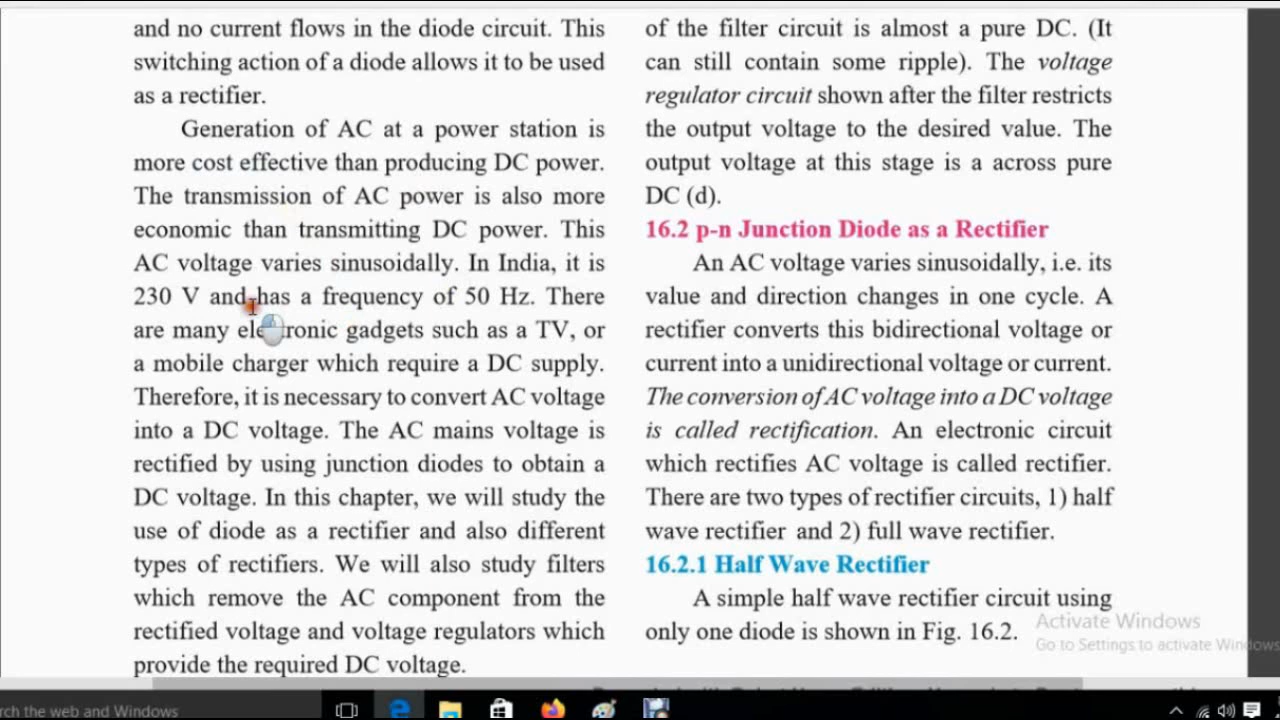 and no current flows in the diode circuit. This
switching action of a diode allows it to be used
as a rectifier.
Generation of AC at a power station is
more cost effective than producing DC power.
The transmission of AC power is also more
economic than transmitting DC power. This
AC voltage varies sinusoidally. In India, it is
230 V and has a frequency of 50 Hz. There
are many electronic gadgets such as a TV, or
a mobile charger which require a DC supply.
Therefore, it is necessary to convert AC voltage
into a DC voltage. The AC mains voltage is
rectified by using junction diodes to obtain a
DC voltage. In this chapter, we will study the
use of diode as a rectifier and also different
types of rectifiers. We will also study filters
which remove the AC component from the
rectified voltage and voltage regulators which
provide the required DC voltage.
of the filter circuit is almost a pure DC. (It
can still contain some ripple). The voltage
regulator circuit shown after the filter restricts
the output voltage to the desired value. The
output voltage at this stage is a across pure
DC (d).
16.2 p-n Junction Diode as a Rectifier
An AC voltage varies sinusoidally, i.e. its
value and direction changes in one cycle. A
rectifier converts this bidirectional voltage or
current into a unidirectional voltage or current.
The conversion of AC voltage into a DC voltage
is called rectification. An electronic circuit
which rectifies AC voltage is called rectifier.
There are two types of rectifier circuits, 1) half
wave rectifier and 2) full wave rectifier.
16.2.1 Half Wave Rectifier
A simple half wave rectifier circuit using
only one diode is shown in Fig. 16.2.
Activate Windows
Go to Settings to activate Windows
rch the web and Windows